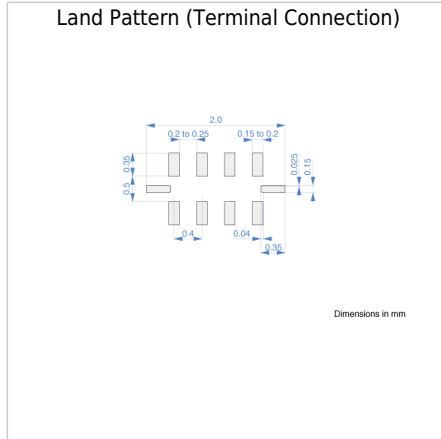 Land Pattern (Terminal Connection)
2.0
0.2 to 0.25
0.15 to 0.2
0.35
0.5
0.025
0.15
0.4
0.04
0.35
Dimensions in mm